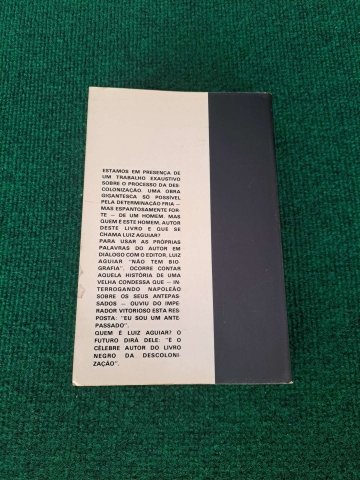 ESTAMOS EM PRESENÇA DE
UM TRABALHO EXAUSTIVO
SOBRE O PROCESSO DA DES-
COLONIZAÇÃO. UMA OBRA
GIGANTESCA SÓ POSSÍVEL
PELA DETERMINAÇÃO FRIA —
MAS ESPANTOSAMENTE FOR-
TE — DE UM HOMEM. MAS
QUEM É ESTE HOMEM, AUTOR
DESTE LIVRO E QUE SE
CHAMA LUIZ AGUIAR?
PARA USAR AS PRÓPRIAS
PALAVRAS DO AUTOR EM
DIÁLOGO COM O EDITOR, LUIZ
AGUIAR "NÃO TEM BIO-
GRAFIA". OCORRE CONTAR
AQUELA HISTÓRIA DE UMA
VELHA CONDESSA QUE — IN-
TERROGANDO NAPOLEÃO
SOBRE OS SEUS ANTEPAS-
SADOS — OUVIU DO IMPE-
RADOR VITORIOSO ESTA RES-
POSTA: "EU SOU UM ANTE-
PASSADO".
QUEM É LUIZ AGUIAR? O
FUTURO DIRÁ DELE: "É O
CÉLEBRE AUTOR DO LIVRO
NEGRO DA DESCOLONI-
ZAÇÃO".